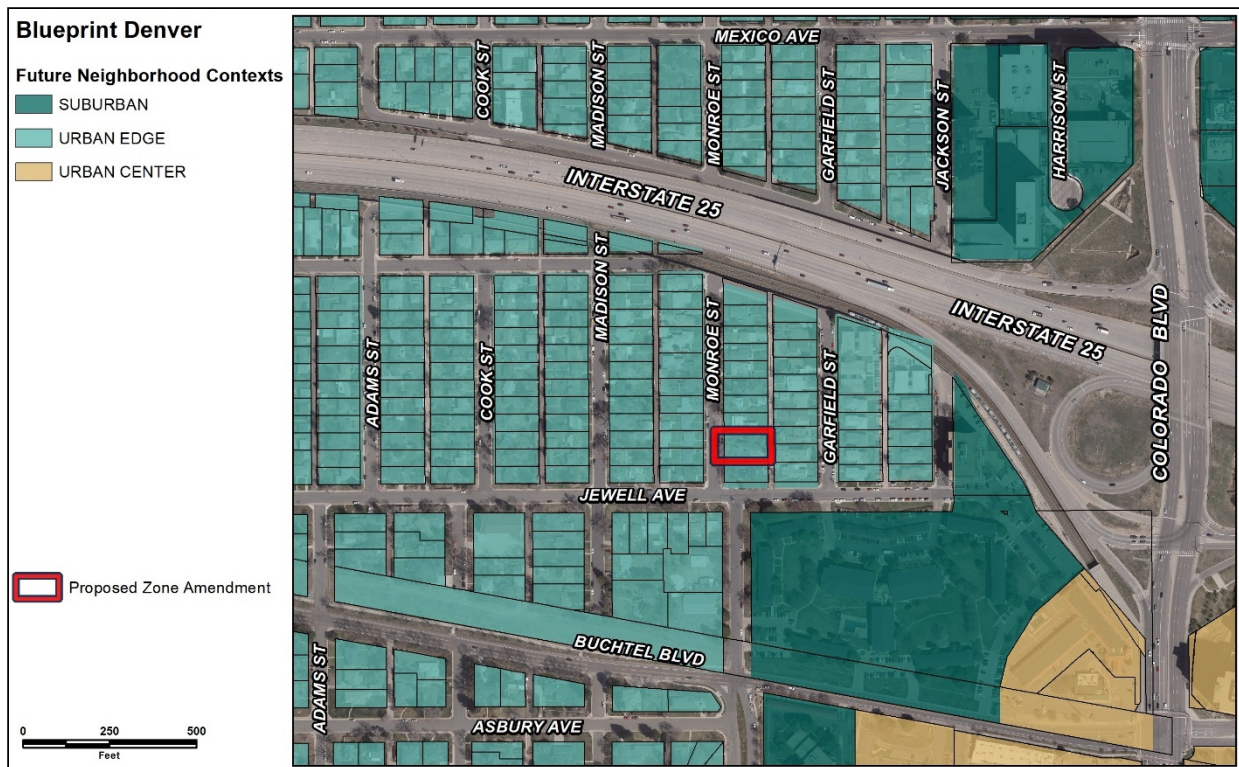 Blueprint Denver
Future Neighborhood Contexts
SUBURBAN
URBAN EDGE
URBAN CENTER
Proposed Zone Amendment
0 250 500
Feet
MEXICO AVE
COOK ST
MADISON ST
MONROE ST
GARFIELD ST
JACKSON ST
HARRISON ST
INTERSTATE 25
INTERSTATE 25
COLORADO BLVD
ADAMS ST
COOK ST
MADISON ST
MONROE ST
GARFIELD ST
JEWELL AVE
BUCHTEL BLVD
ADAMS ST
ASBURY AVE